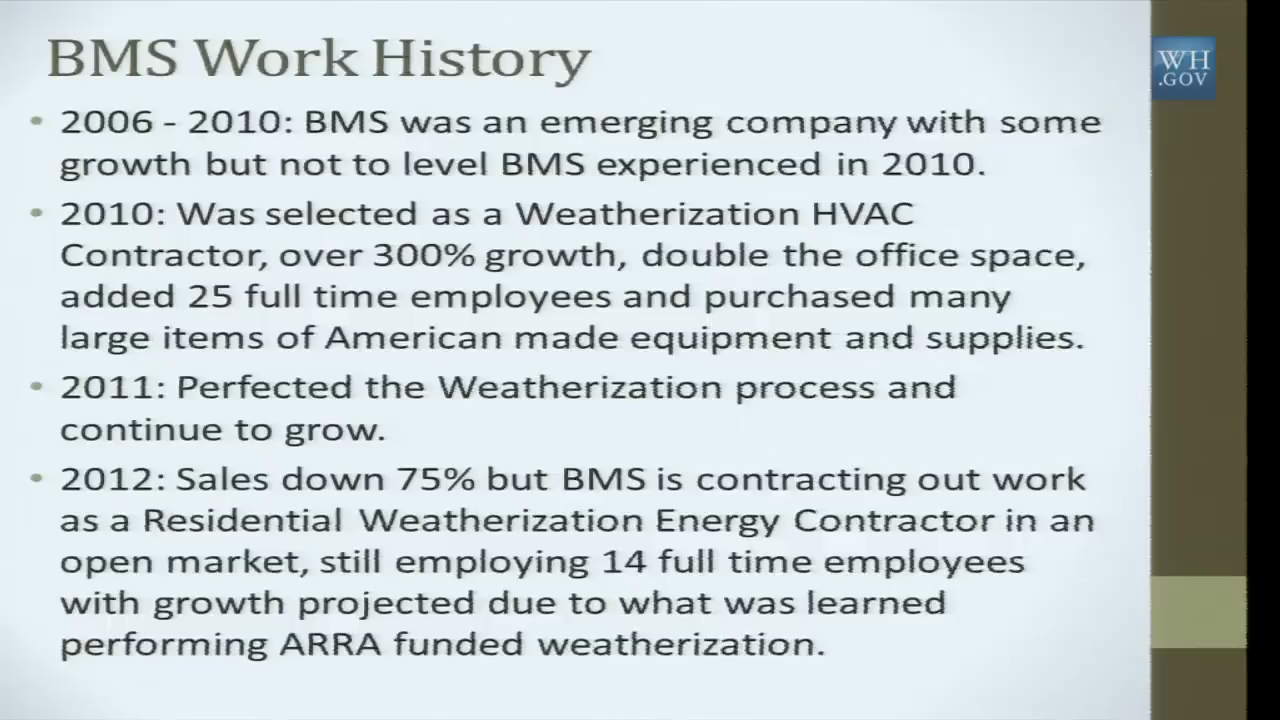 BMS Work History
WH
.GOV
• 2006 - 2010: BMS was an emerging company with some
growth but not to level BMS experienced in 2010.
• 2010: Was selected as a Weatherization HVAC
Contractor, over 300% growth, double the office space,
added 25 full time employees and purchased many
large items of American made equipment and supplies.
• 2011: Perfected the Weatherization process and
continue to grow.
• 2012: Sales down 75% but BMS is contracting out work
as a Residential Weatherization Energy Contractor in an
open market, still employing 14 full time employees
with growth projected due to what was learned
performing ARRA funded weatherization.